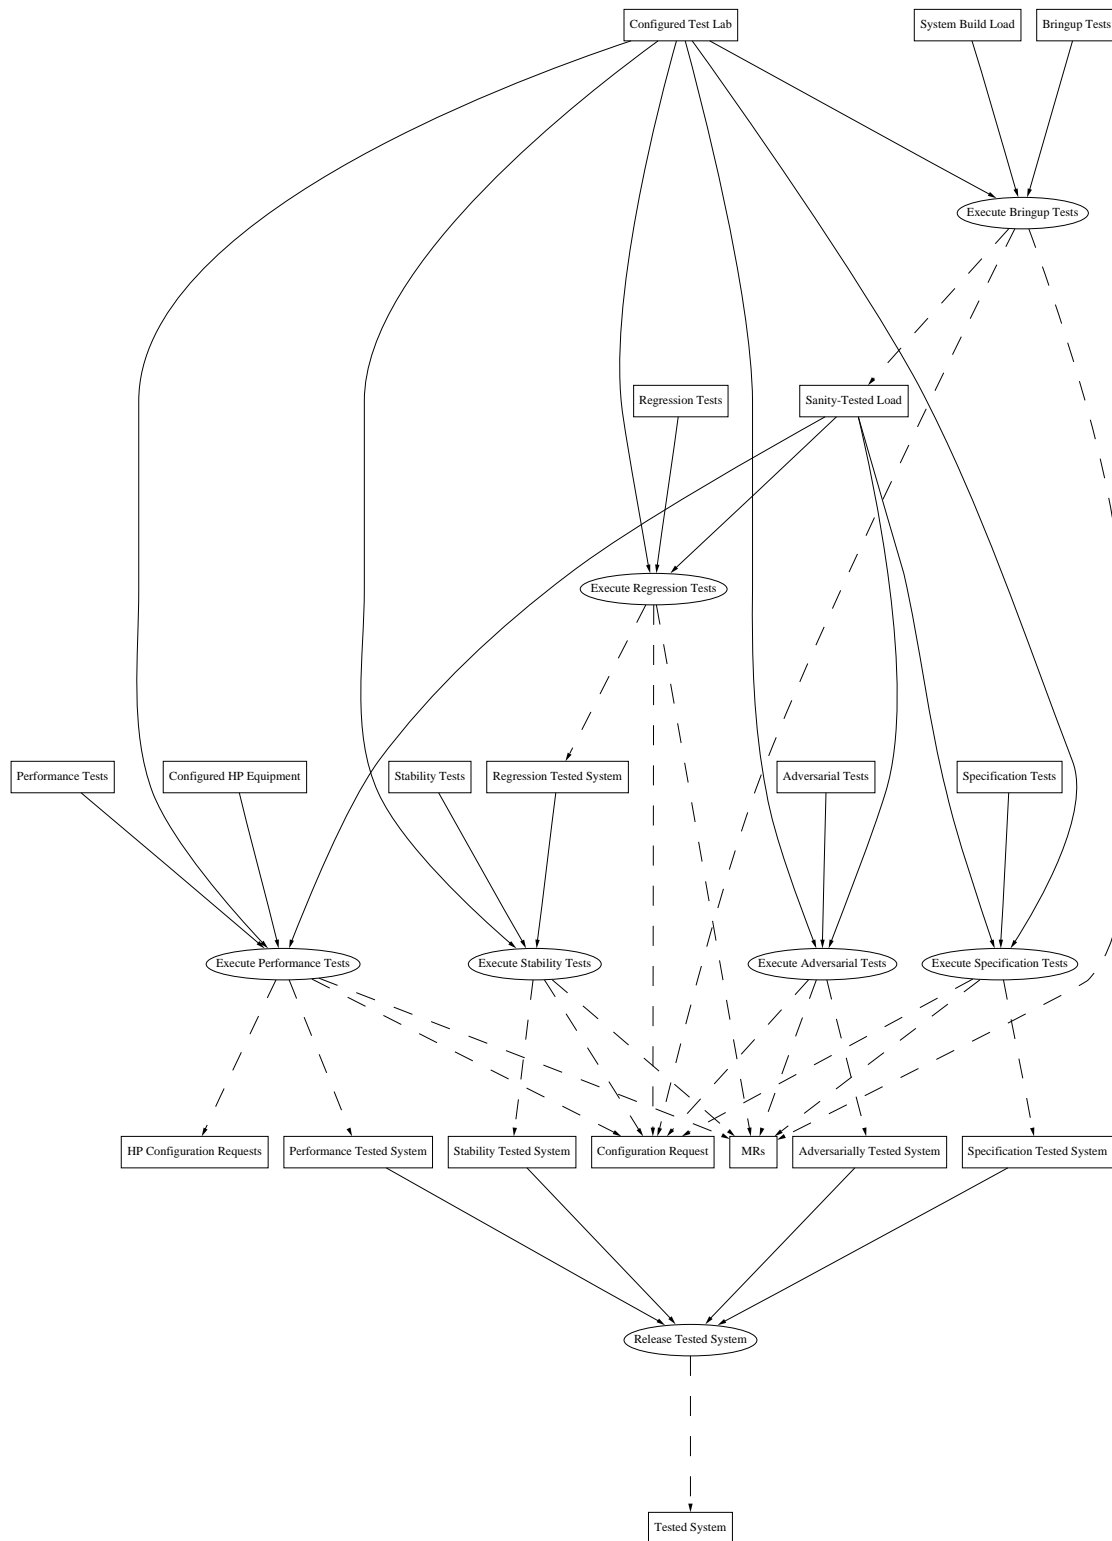 Configured Test Lab
System Build Load
Bringup Tests
Execute Bringup Tests
Regression Tests
Sanity-Tested Load
Execute Regression Tests
Performance Tests
Configured HP Equipment
Stability Tests
Regression Tested System
Adversarial Tests
Specification Tests
Execute Performance Tests
Execute Stability Tests
Execute Adversarial Tests
Execute Specification Tests
HP Configuration Requests
Performance Tested System
Stability Tested System
Configuration Request
MRs
Adversarially Tested System
Specification Tested System
Release Tested System
Tested System